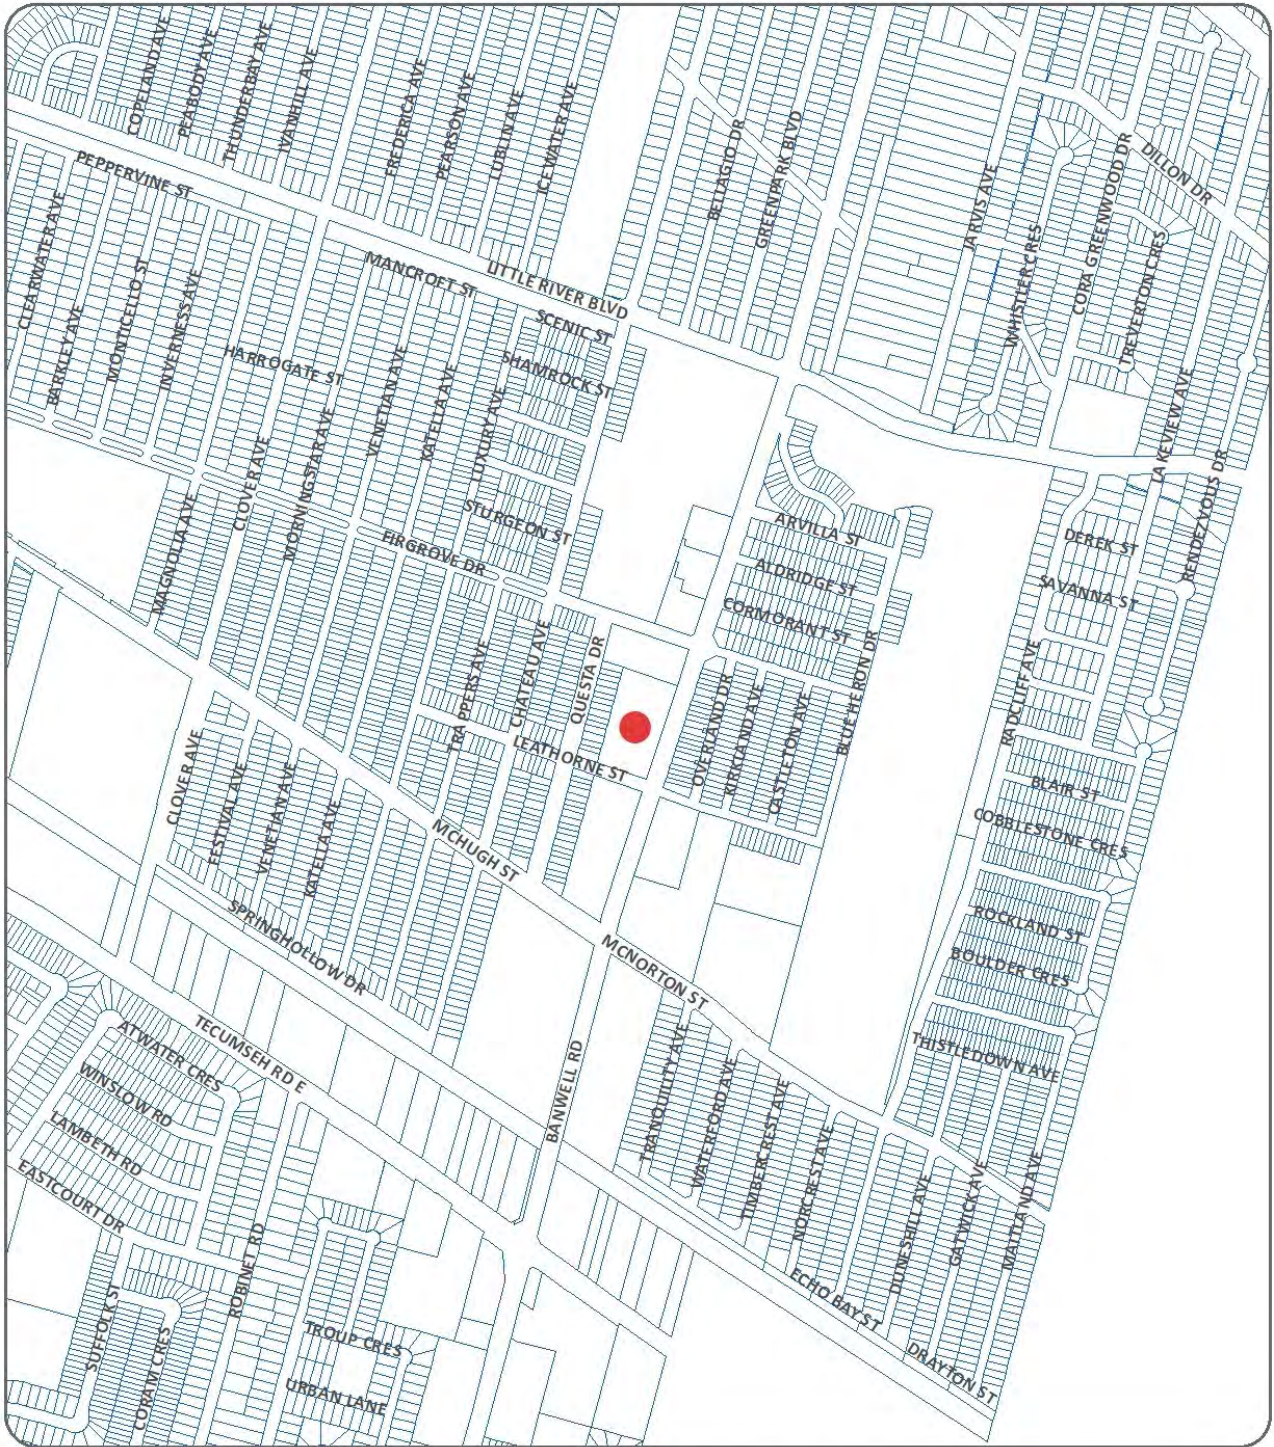 COPELAND AVE
PEABODY AVE
THUNDERBAY AVE
VANHILL AVE
FREDERICA AVE
PEARSON AVE
LUBLIN AVE
ICEWATER AVE
BELLAGIO DR
GREENPARK BLVD
JARVIS AVE
WHISTLER CRES
CORA GREENWOOD DR
DILLON DR
TREVERTON CRES
PEPPERVINE ST
CLEARWATER AVE
BARKLEY AVE
MONTICELLO ST
INVERNESS AVE
MANCROFT ST
LITTLE RIVER BLVD
SCENIC ST
SHAMROCK ST
HARROGATE ST
VENETIAN AVE
KATELLA AVE
LUXURY AVE
LAKEVIEW AVE
RENDEZVOUS DR
CLOVER AVE
MORNINGSTAR AVE
MAGNOLIA AVE
STURGEON ST
FIRGROVE DR
ARVILLA ST
ALDRIDGE ST
CORMORANT ST
DEREK ST
SAVANNA ST
TRAPPERS AVE
CHATEAU AVE
QUESTA DR
LEATHORNE ST
OVERLAND DR
KIRKLAND AVE
CASTLETON AVE
BLUE HERON DR
RADCLIFF AVE
BLAIR ST
COBBLESTONE CRES
ROCKLAND ST
BOULDER CRES
THISTLEDOWN AVE
CLOVER AVE
FESTIVAL AVE
VENETIAN AVE
KATELLA AVE
MCHUGH ST
SPRINGHOLLOW DR
MCNORTON ST
TECUMSEH RD E
ATWATER CRES
WINSLOW RD
LAMBETH RD
EASTCOURT DR
BANWELL RD
TRANQUILITY AVE
WATERFORD AVE
TIMBERCREST AVE
NORCREST AVE
DUNESHILL AVE
GATWICK AVE
MAITLAND AVE
ROBINET RD
SUFFOLK ST
CORAM CRES
TROUP CRES
URBAN LANE
ECHO BAY ST
DRAYTON ST